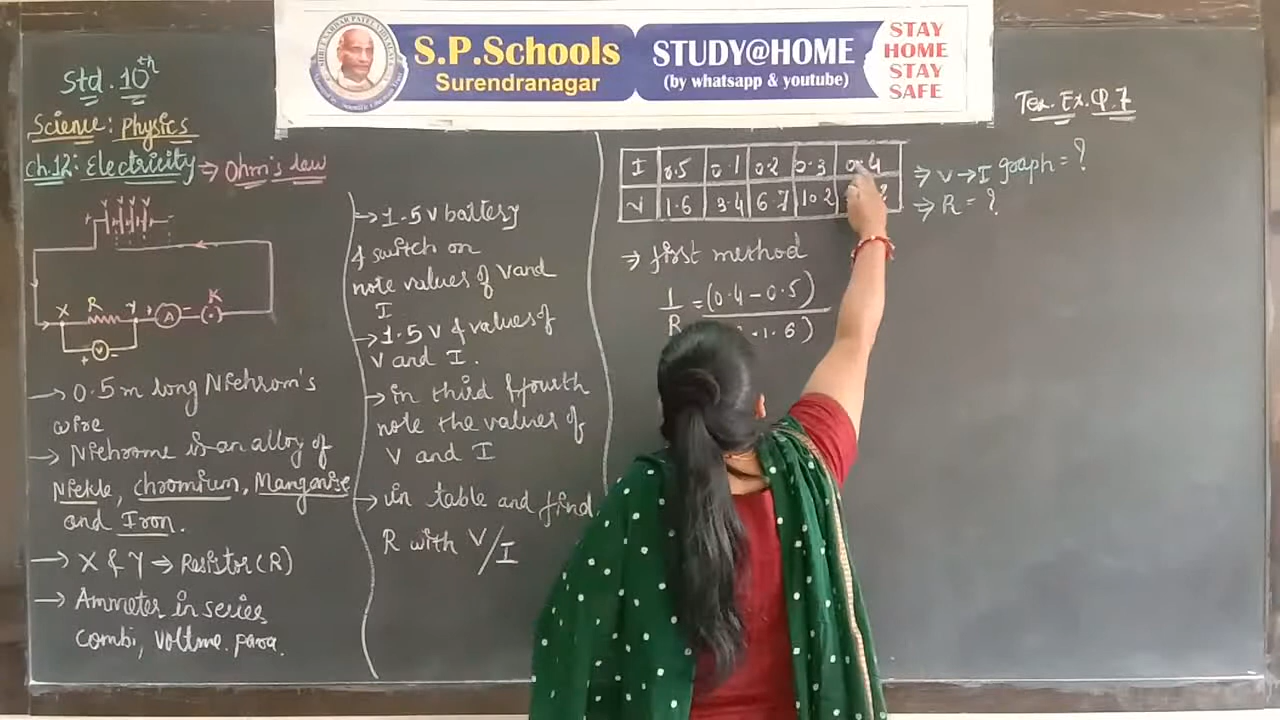 S.P.Schools
Surendranagar
STUDY@HOME
(by whatsapp & youtube)
STAY
HOME
STAY
SAFE
Std. 10th
Science: Physics
Ch.12: Electricity → Ohm's law
X R Y A K
V
→ 0.5 m long Nichrom's
wire
→ Nichrome is an alloy of
Nickle, chromium, Manganise
and Iron.
→ X & Y ⇒ Resistor (R)
→ Ammeter in series
combi, voltme. para.
→ 1.5 V battery
& switch on
note values of V and
I
→ 1.5 V & values of
V and I.
→ in third & fourth
note the values of
V and I
→ in table and find
R with V/I
Tex. Ex. Q.7
I 0.5 0.1 0.2 0.3 0.4
V 1.6 3.4 6.7 10.2
⇒ V → I graph = ?
⇒ R = ?
⇒ first method
1/R = (0.4 - 0.5)
1.6)